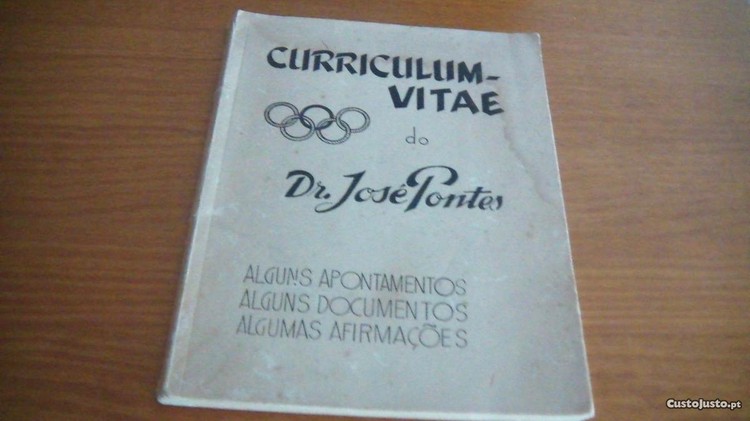 CURRICULUM-
VITAE
do
Dr. José Pontes
ALGUNS APONTAMENTOS
ALGUNS DOCUMENTOS
ALGUMAS AFIRMAÇÕES
CustoJusto.pt